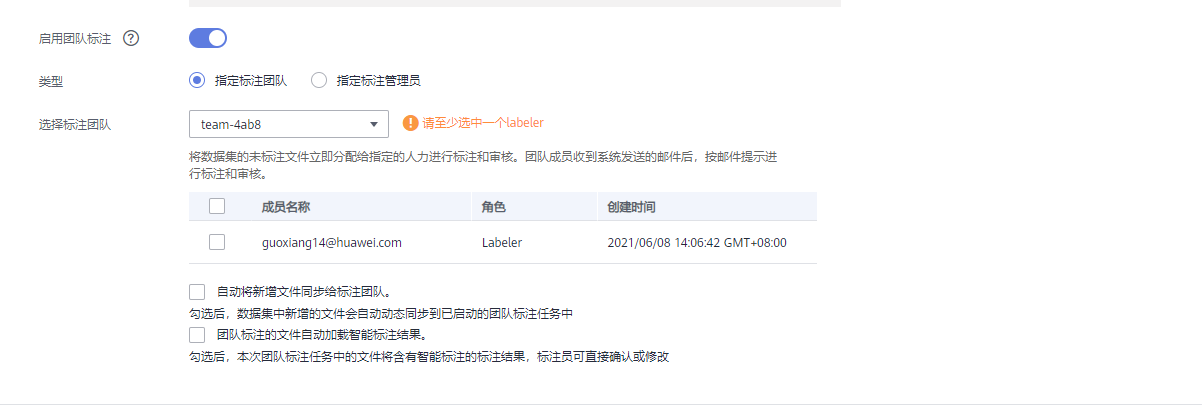 启用团队标注 ?
类型 指定标注团队 指定标注管理员
选择标注团队 team-4ab8 请至少选中一个labeler
将数据集的未标注文件立即分配给指定的人力进行标注和审核。团队成员收到系统发送的邮件后，按邮件提示进
行标注和审核。
成员名称 角色 创建时间
guoxiang14@huawei.com Labeler 2021/06/08 14:06:42 GMT+08:00
自动将新增文件同步给标注团队。
勾选后，数据集中新增的文件会自动动态同步到已启动的团队标注任务中
团队标注的文件自动加载智能标注结果。
勾选后，本次团队标注任务中的文件将含有智能标注的标注结果，标注员可直接确认或修改